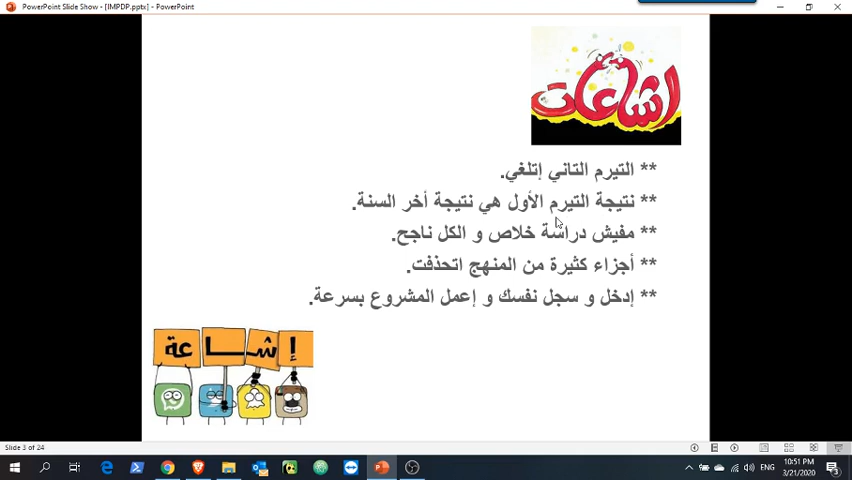 PowerPoint Slide Show - [IMPDP.pptx] - PowerPoint
اشاعات
** التيرم التاني إتلغي.
** نتيجة التيرم الأول هي نتيجة أخر السنة.
** مفيش دراسة خلاص و الكل ناجح.
** أجزاء كثيرة من المنهج اتحذفت.
** إدخل و سجل نفسك و إعمل المشروع بسرعة.
إشاعة
Slide 3 of 24
ENG
10:51 PM
3/21/2020
3